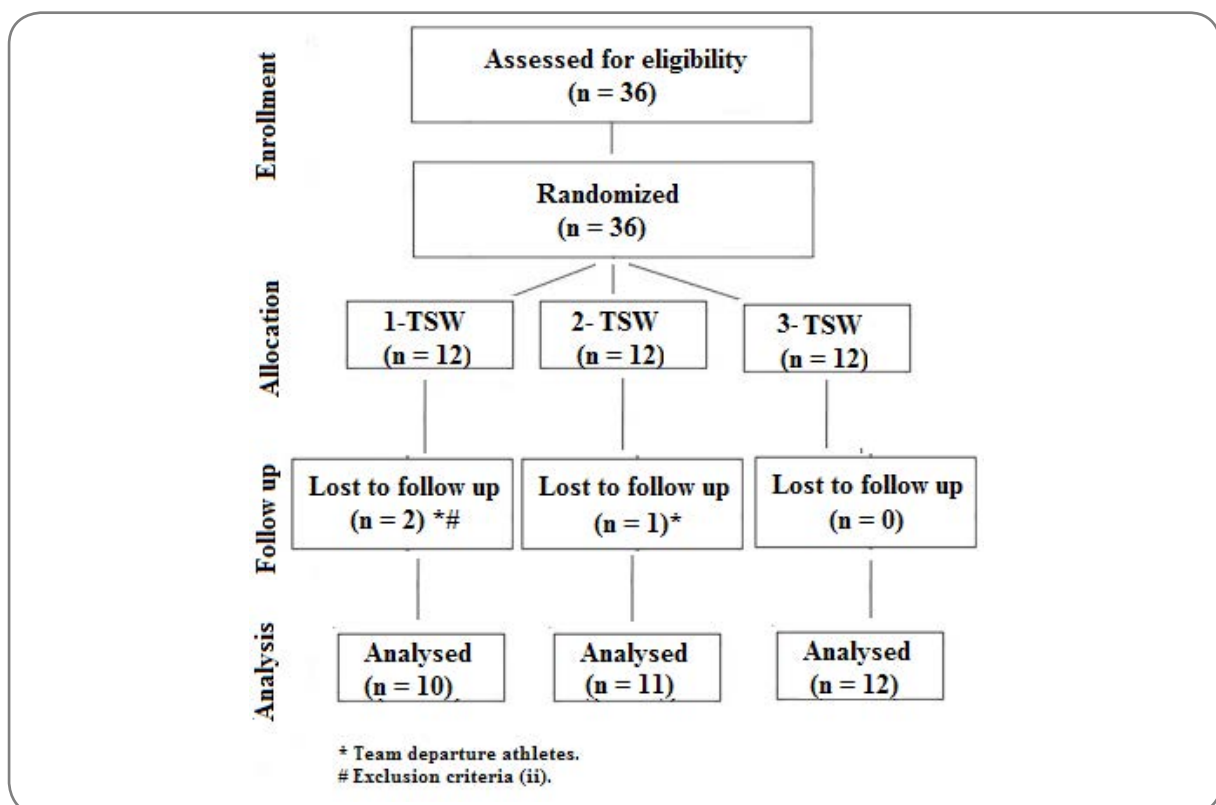 Enrollment
Assessed for eligibility
(n = 36)
Randomized
(n = 36)
Allocation
1-TSW
(n = 12)
2- TSW
(n = 12)
3- TSW
(n = 12)
Follow up
Lost to follow up
(n = 2) *#
Lost to follow up
(n = 1)*
Lost to follow up
(n = 0)
Analysis
Analysed
(n = 10)
Analysed
(n = 11)
Analysed
(n = 12)
* Team departure athletes.
# Exclusion criteria (ii).